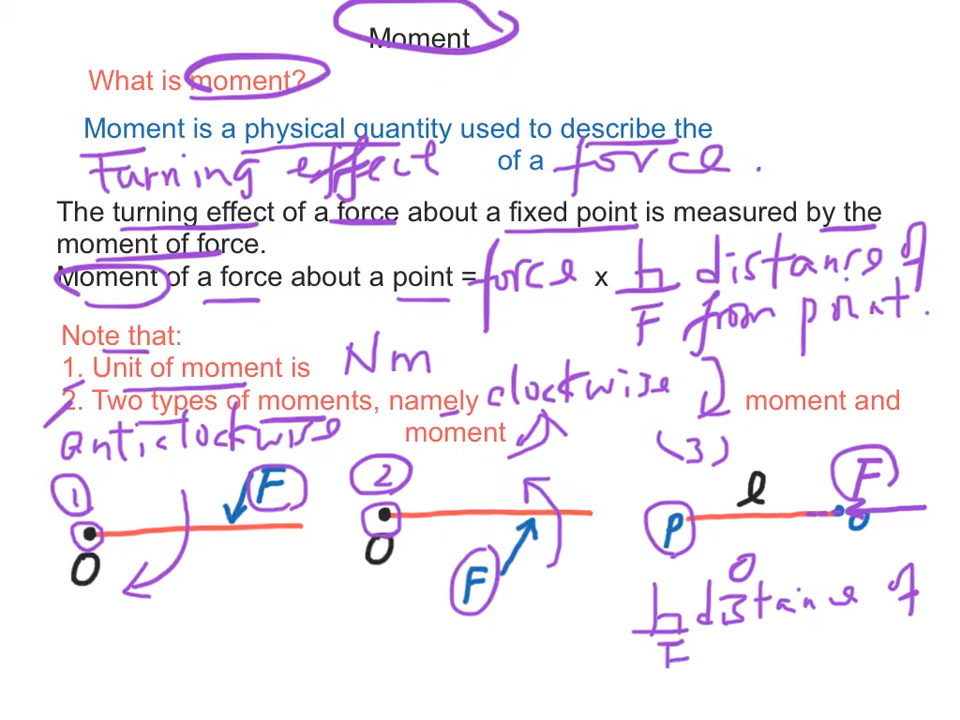 Moment
What is moment?
Moment is a physical quantity used to describe the
Turning effect of a force.
The turning effect of a force about a fixed point is measured by the
moment of force.
Moment of a force about a point = force x h distance of
F from point.
Note that:
1. Unit of moment is Nm
2. Two types of moments, namely clockwise moment and
anticlockwise moment
(3)
1 F 2 l F
O O P
F O
h distance of
F